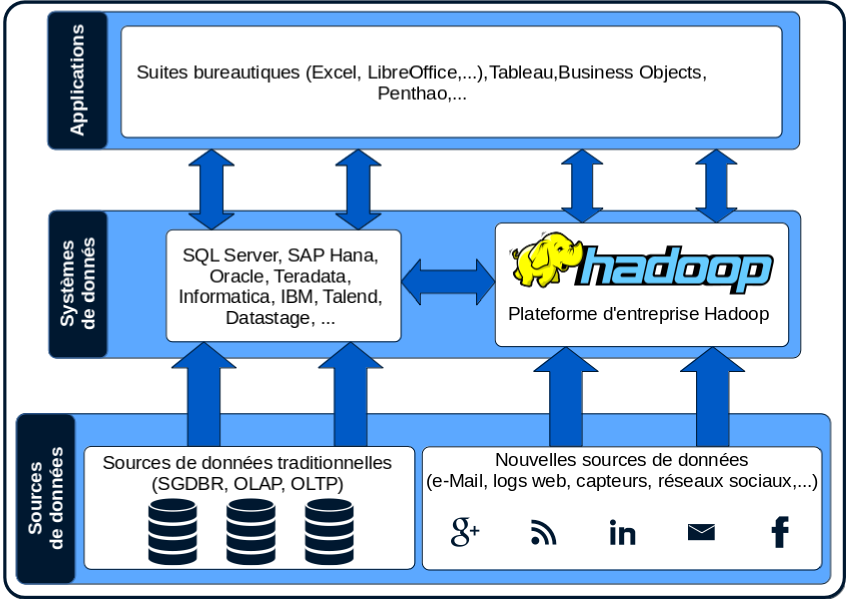 Applications
Suites bureautiques (Excel, LibreOffice,...),Tableau,Business Objects,
Penthao,...
Systèmes
de donnés
SQL Server, SAP Hana,
Oracle, Teradata,
Informatica, IBM, Talend,
Datastage, ...
hadoop
Plateforme d'entreprise Hadoop
Sources
de données
Sources de données traditionnelles
(SGDBR, OLAP, OLTP)
Nouvelles sources de données
(e-Mail, logs web, capteurs, réseaux sociaux,...)
g+
in
f